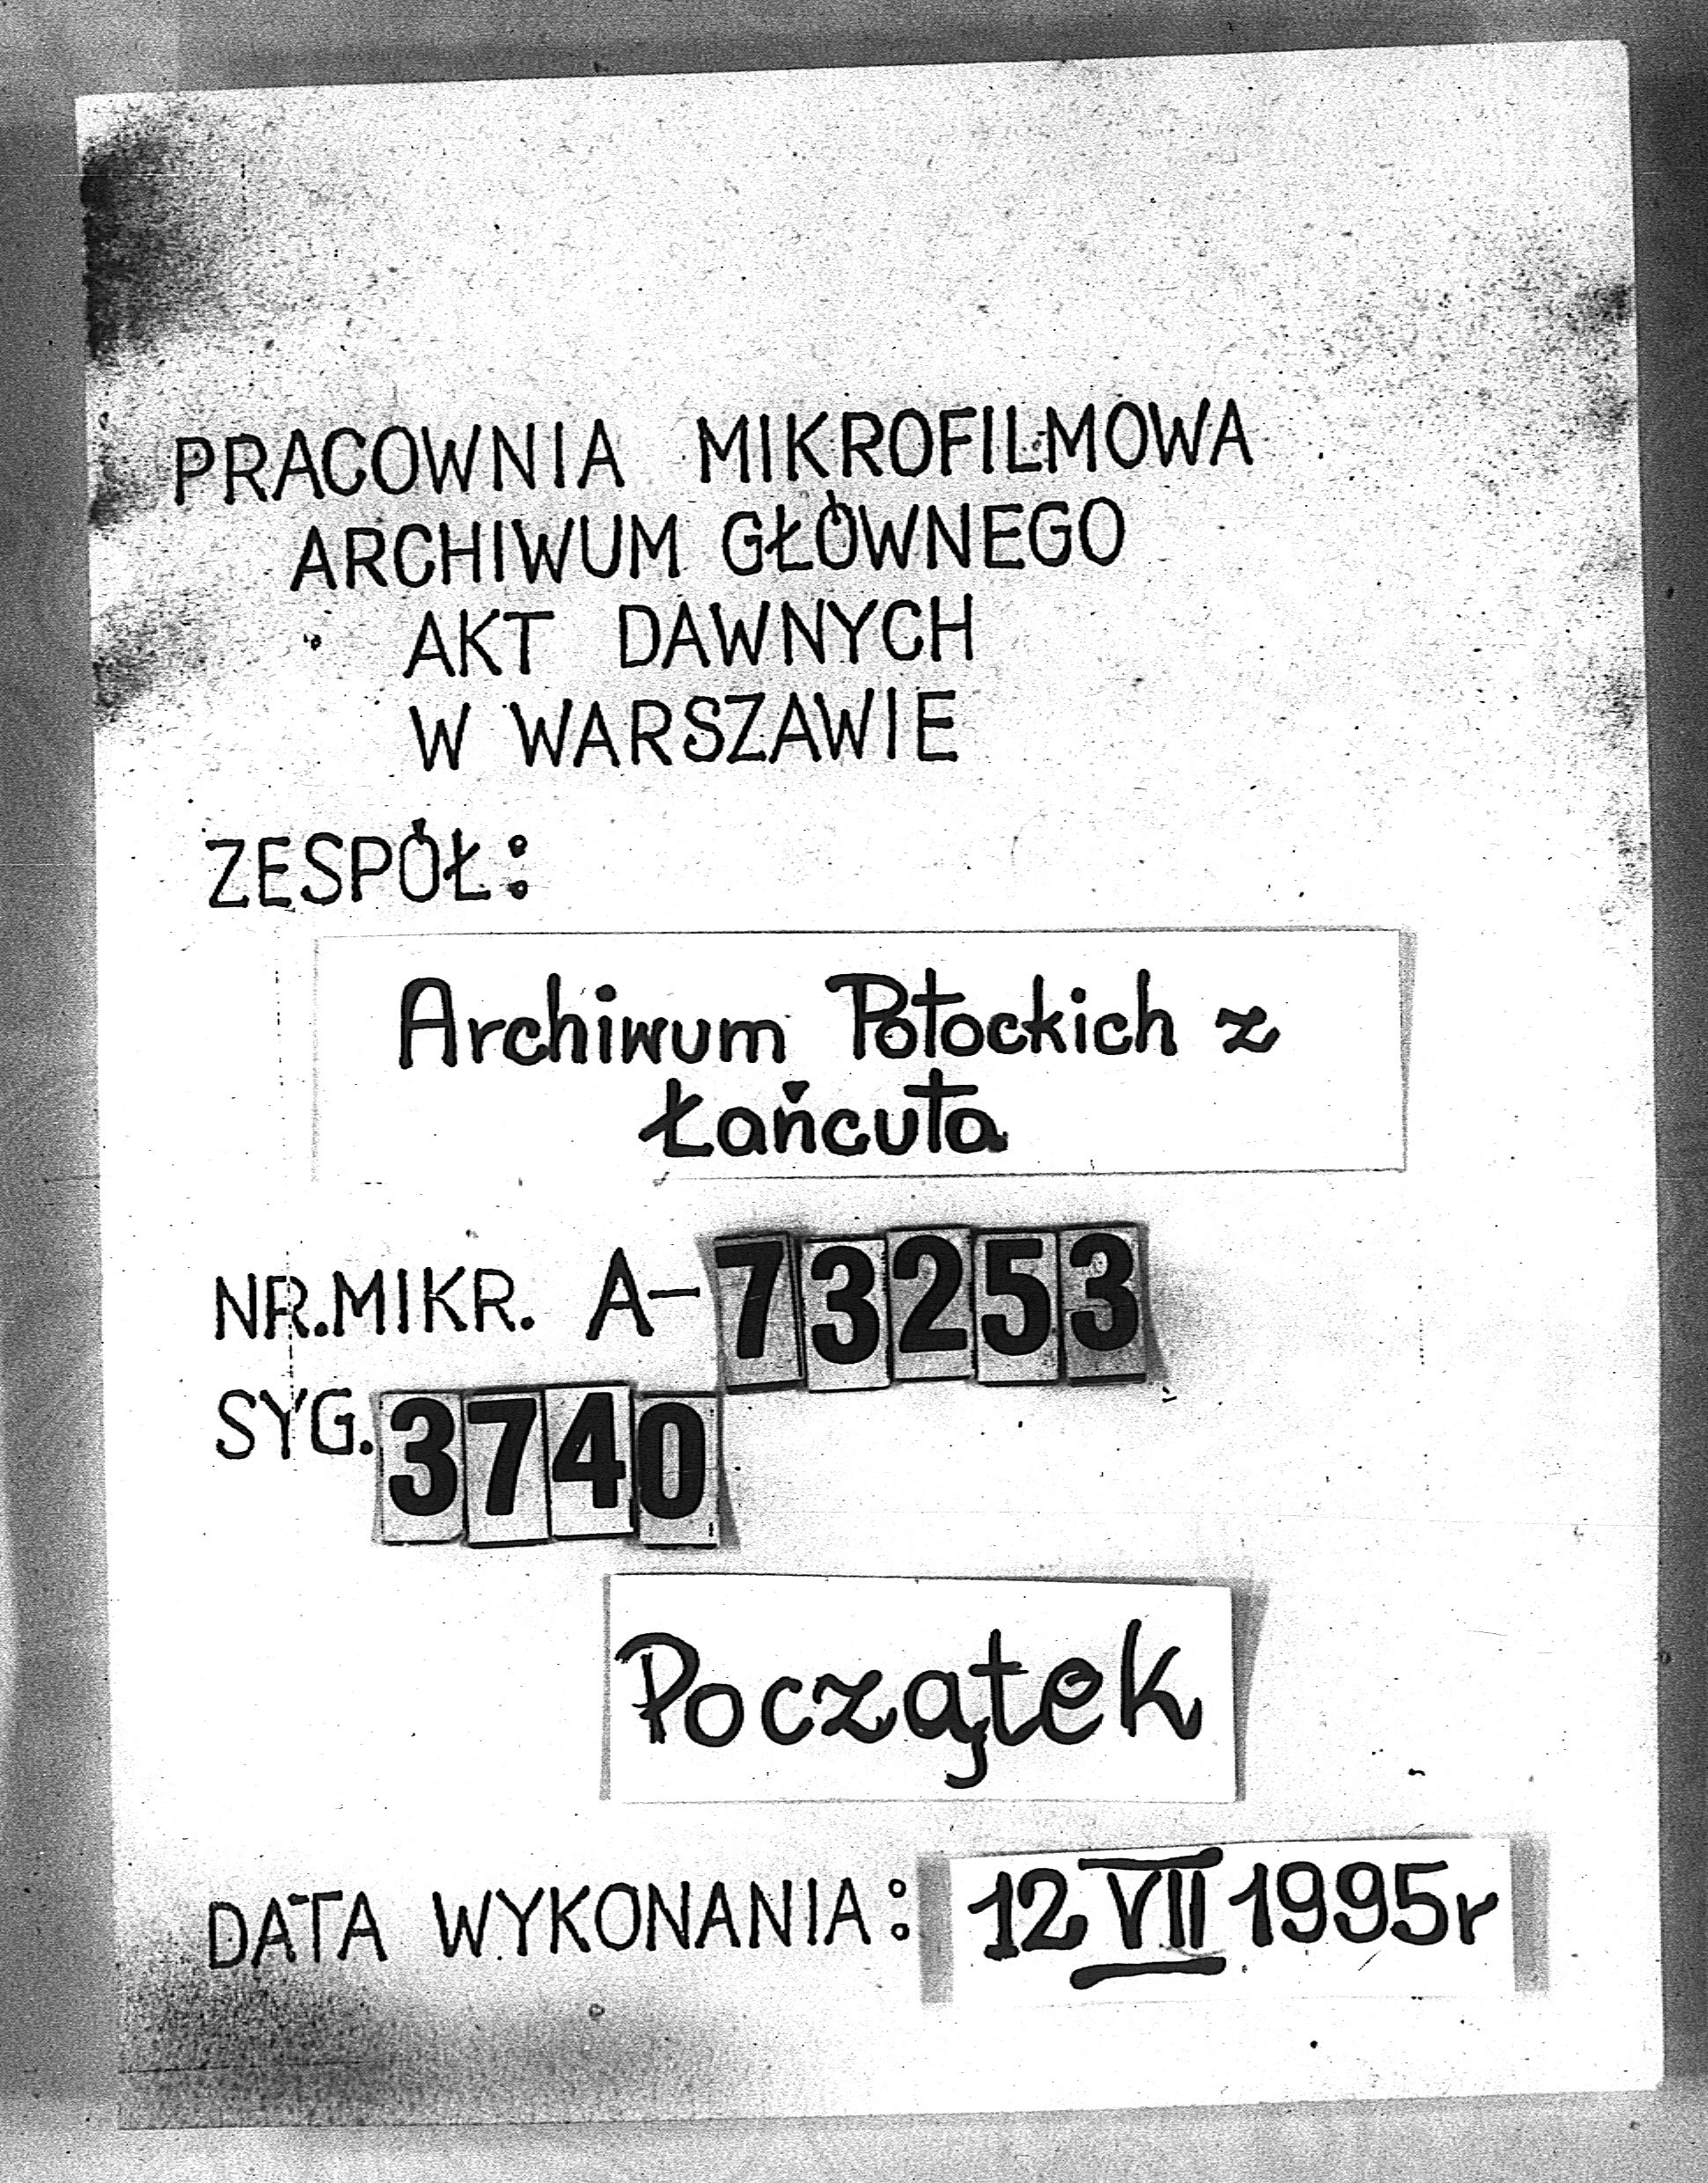 PRACOWNIA MIKROFILMOWA
ARCHIWUM GŁÓWNEGO
AKT DAWNYCH
W WARSZAWIE
ZESPÓŁ:
Archiwum Potockich z
Łańcuta
NR.MIKR. A-73253
SYG. 3740
Początek
DATA WYKONANIA: 12 VII 1995r